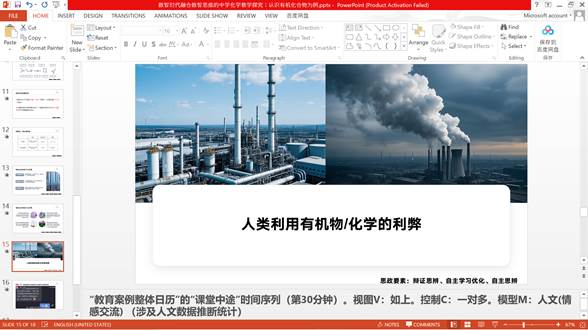 数智时代融合数智思维的中学化学教学探究：认识有机化合物为例.pptx - PowerPoint (Product Activation Failed)
FILE HOME INSERT DESIGN TRANSITIONS ANIMATIONS SLIDE SHOW REVIEW VIEW 百度网盘 Microsoft account
Paste Cut Copy Format Painter
Clipboard
New Slide Layout Reset Section
Slides
Font
Text Direction Align Text Convert to SmartArt
Paragraph
Arrange Quick Styles Shape Fill Shape Outline Shape Effects
Drawing
Find Replace Select
Editing
保存到百度网盘
保存
11
12
13
14
15
16
人类利用有机物/化学的利弊
思政要素：辩证思辨、自主学习优化、自主思辨
“教育案例整体日历”的“课堂中途”时间序列（第30分钟）。视图V：如上。控制C：一对多。模型M：人文(情
感交流)（涉及人文数据推断统计）
SLIDE 15 OF 18 ENGLISH (UNITED STATES) NOTES COMMENTS 67%